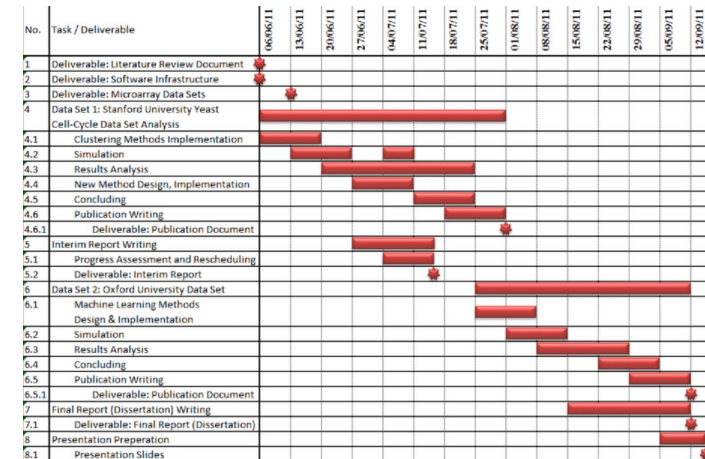 No. Task / Deliverable 06/06/11 13/06/11 20/06/11 27/06/11 04/07/11 11/07/11 18/07/11 25/07/11 01/08/11 08/08/11 15/08/11 22/08/11 29/08/11 05/09/11 12/09/11
1 Deliverable: Literature Review Document
2 Deliverable: Software Infrastructure
3 Deliverable: Microarray Data Sets
4 Data Set 1: Stanford University Yeast
Cell-Cycle Data Set Analysis
4.1 Clustering Methods Implementation
4.2 Simulation
4.3 Results Analysis
4.4 New Method Design, Implementation
4.5 Concluding
4.6 Publication Writing
4.6.1 Deliverable: Publication Document
5 Interim Report Writing
5.1 Progress Assessment and Rescheduling
5.2 Deliverable: Interim Report
6 Data Set 2: Oxford University Data Set
6.1 Machine Learning Methods
Design & Implementation
6.2 Simulation
6.3 Results Analysis
6.4 Concluding
6.5 Publication Writing
6.5.1 Deliverable: Publication Document
7 Final Report (Dissertation) Writing
7.1 Deliverable: Final Report (Dissertation)
8 Presentation Preperation
8.1 Presentation Slides